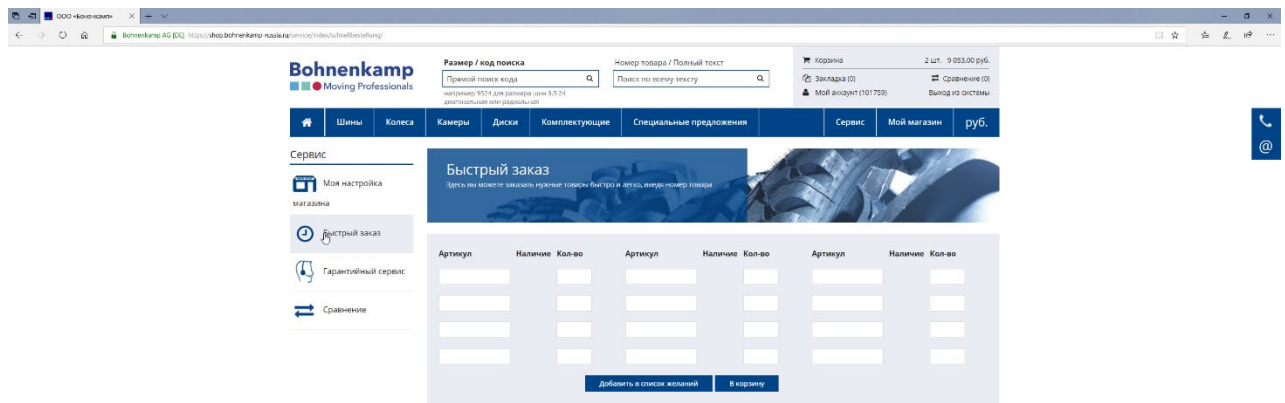 ООО «Бонкамп»
Bohnenkamp AG [DE] https://shop.bohnenkamp-russia.ru/service/index/schnellbestellung/
Bohnenkamp
Moving Professionals
Размер / код поиска
Прямой поиск кода
например 9524 для размера шин 9.5 24
диагональная или радиальная
Номер товара / Полный текст
Поиск по всему тексту
Корзина 2 шт. 9 053,00 руб.
Закладка (0) Сравнение (0)
Мой аккаунт (101759) Выход из системы
Шины Колеса Камеры Диски Комплектующие Специальные предложения Сервис Мой магазин руб.
Сервис
Моя настройка
магазина
Быстрый заказ
Гарантийный сервис
Сравнение
Быстрый заказ
Здесь вы можете заказать нужные товары быстро и легко, введя номер товара
Артикул Наличие Кол-во Артикул Наличие Кол-во Артикул Наличие Кол-во
Добавить в список желаний В корзину